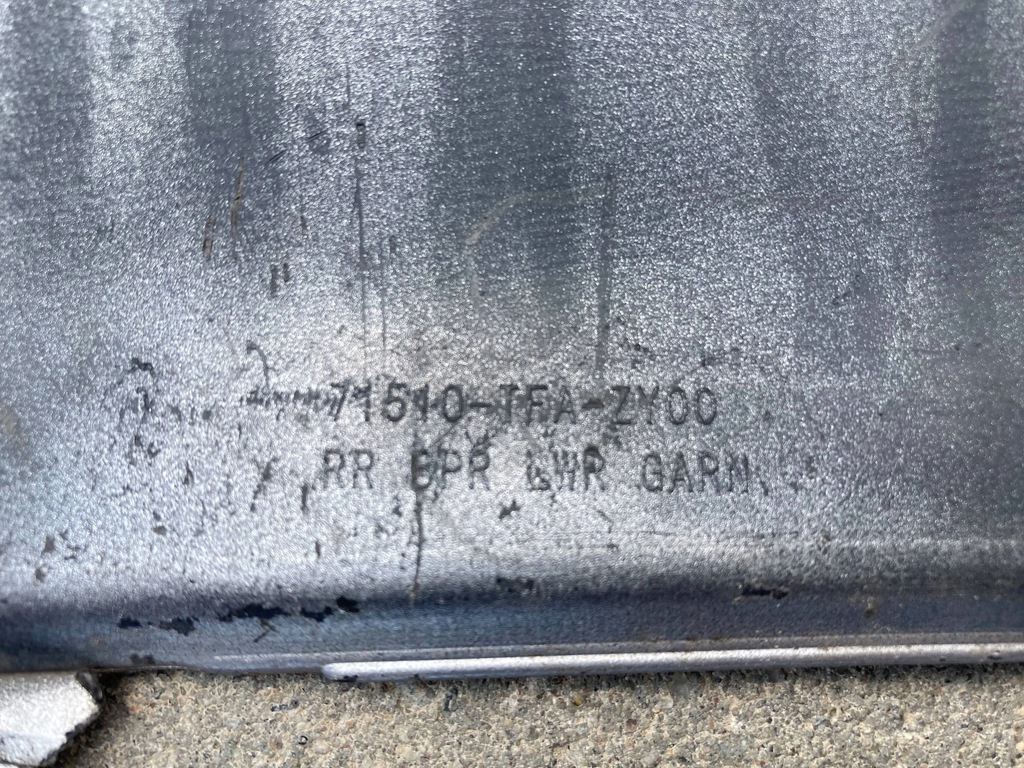 71510-TFA-ZY00
RR BPR LWR GARN